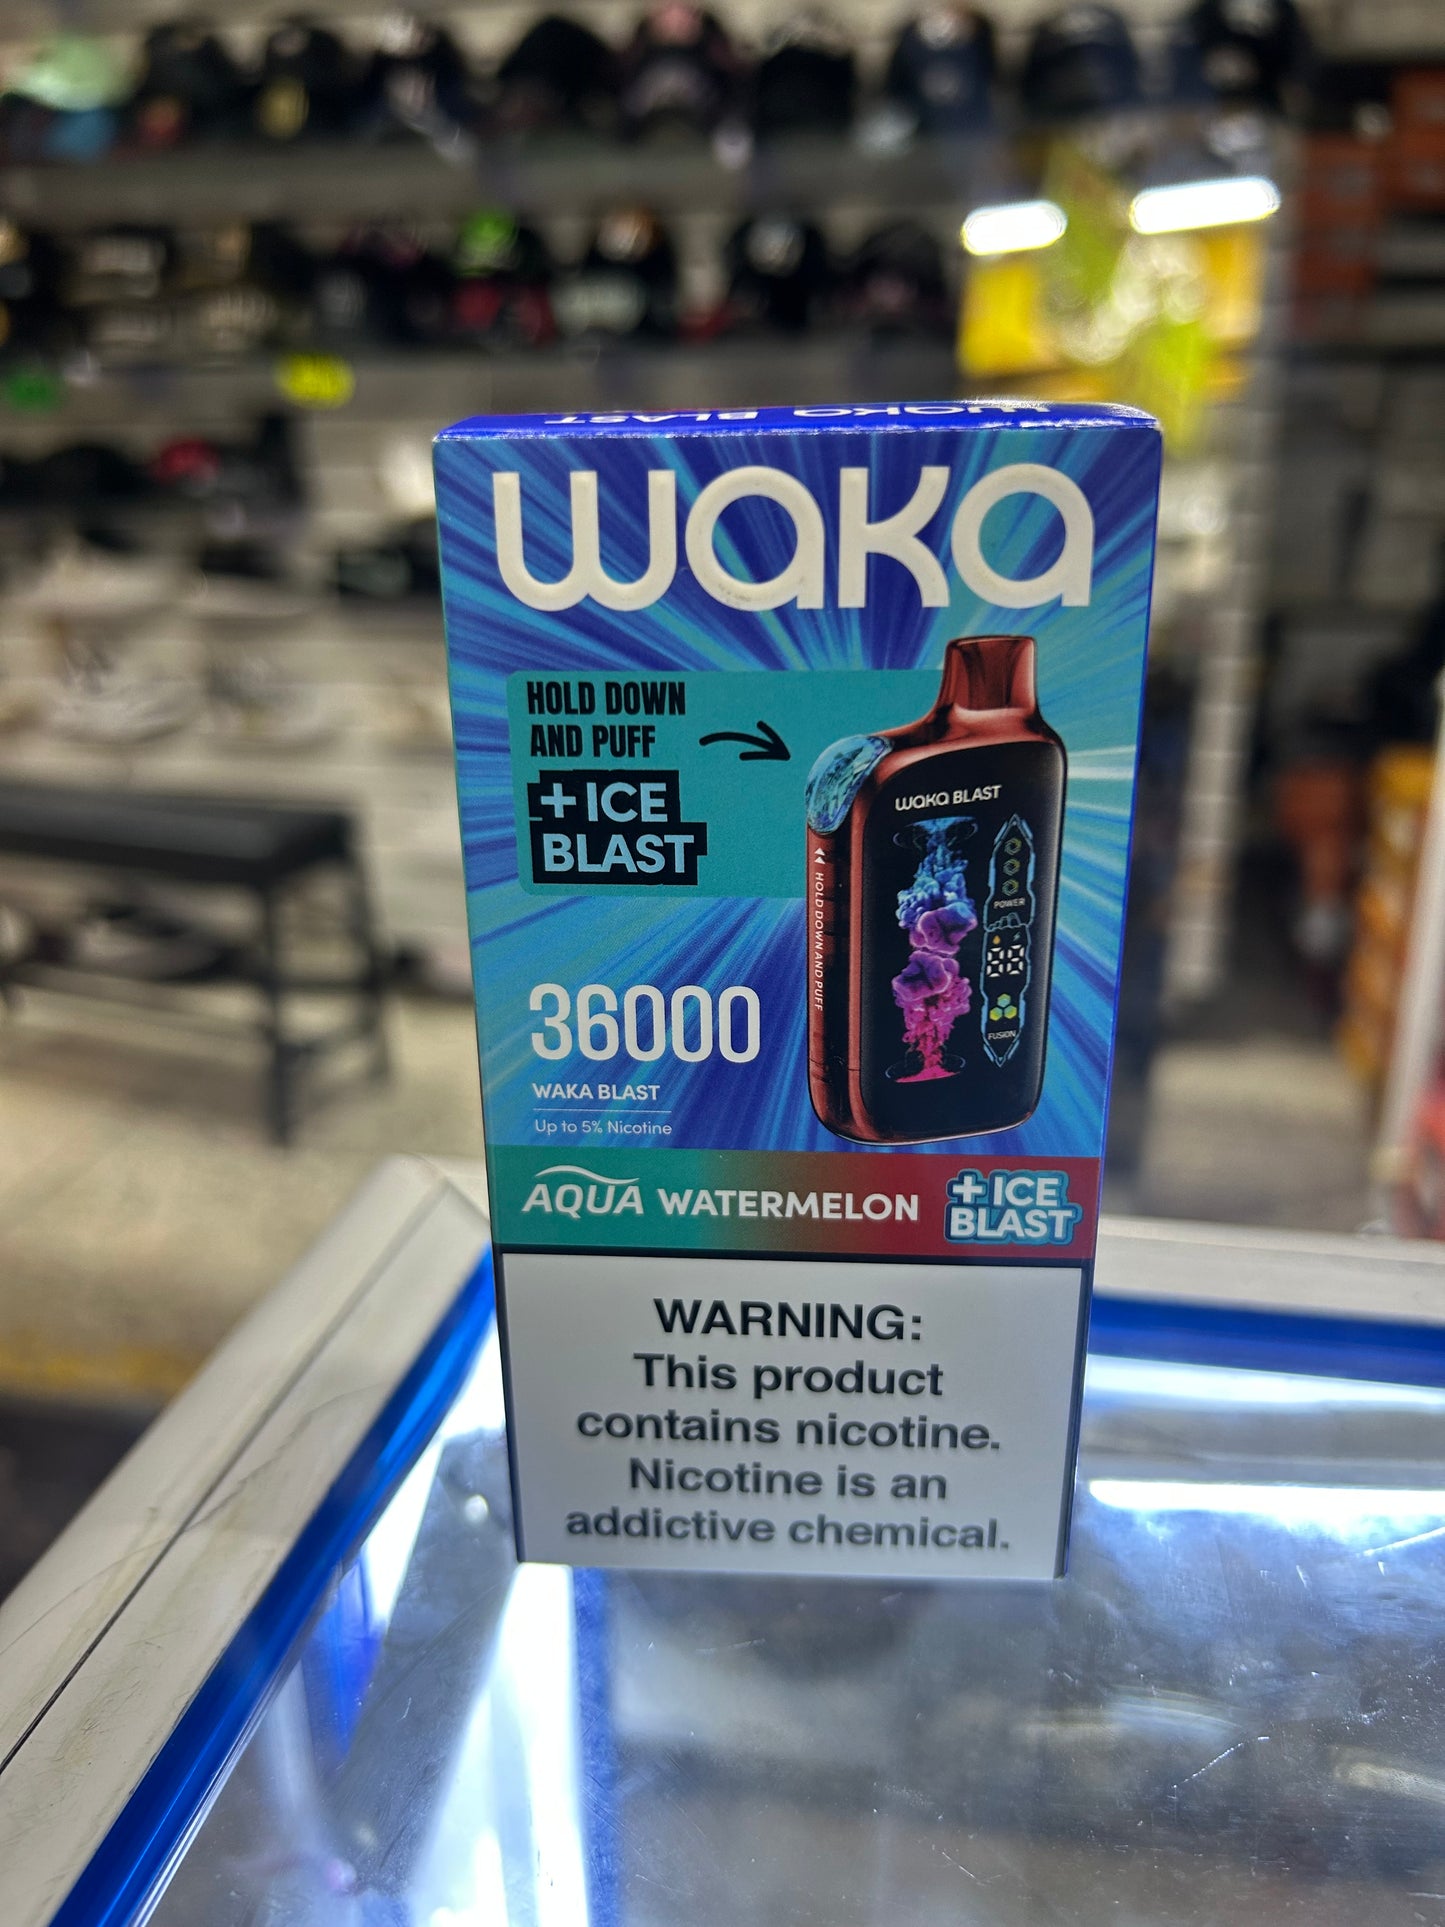 WAKA BLAST
waka
HOLD DOWN
AND PUFF
+ ICE
BLAST
WAKA BLAST
POWER
88
FUSION
HOLD DOWN AND PUFF
36000
WAKA BLAST
Up to 5% Nicotine
AQUA WATERMELON
+ ICE
BLAST
WARNING:
This product
contains nicotine.
Nicotine is an
addictive chemical.